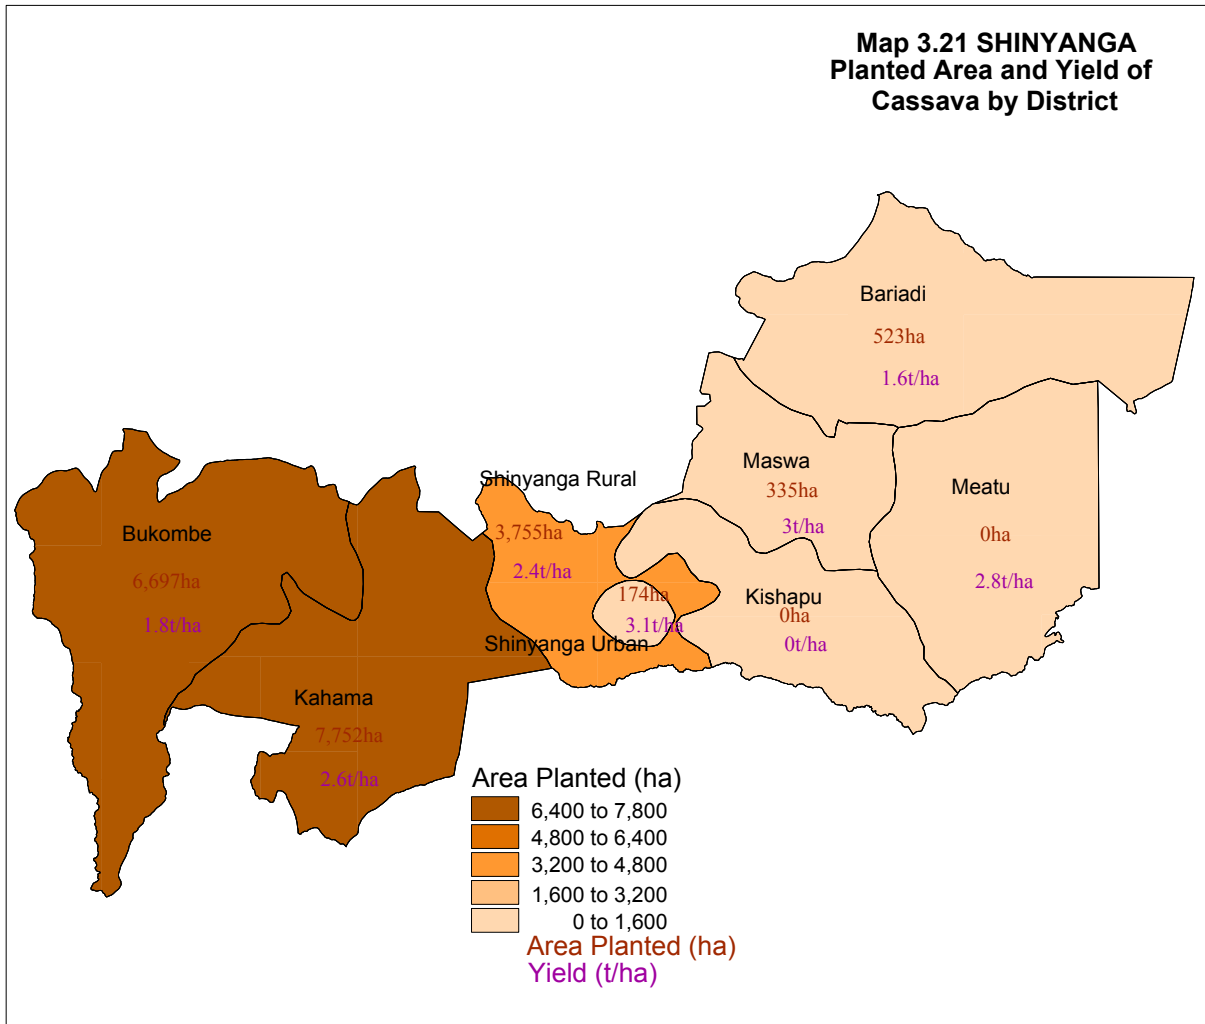 Map 3.21 SHINYANGA
Planted Area and Yield of
Cassava by District
Bariadi
523ha
1.6t/ha
Maswa
335ha
3t/ha
Meatu
0ha
2.8t/ha
Shinyanga Rural
3,755ha
2.4t/ha
Bukombe
6,697ha
1.8t/ha
174ha
3.1t/ha
Shinyanga Urban
Kishapu
0ha
0t/ha
Kahama
7,752ha
2.6t/ha
Area Planted (ha)
6,400 to 7,800
4,800 to 6,400
3,200 to 4,800
1,600 to 3,200
0 to 1,600
Area Planted (ha)
Yield (t/ha)